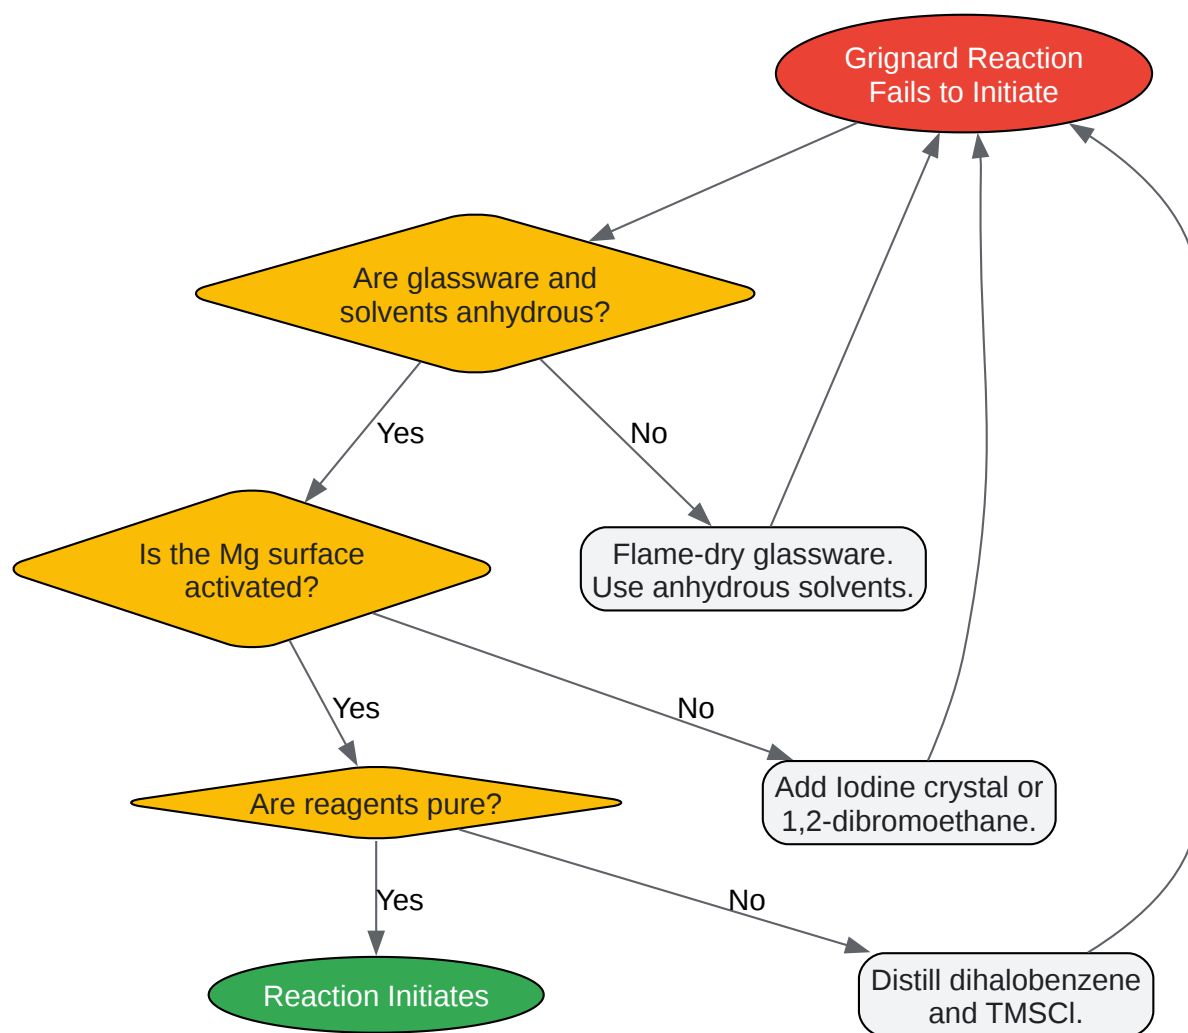 Grignard Reaction
Fails to Initiate
Are glassware and
solvents anhydrous?
Yes
No
Is the Mg surface
activated?
Flame-dry glassware.
Use anhydrous solvents.
Yes
No
Are reagents pure?
Add Iodine crystal or
1,2-dibromoethane.
Yes
No
Reaction Initiates
Distill dihalobenzene
and TMSCl.